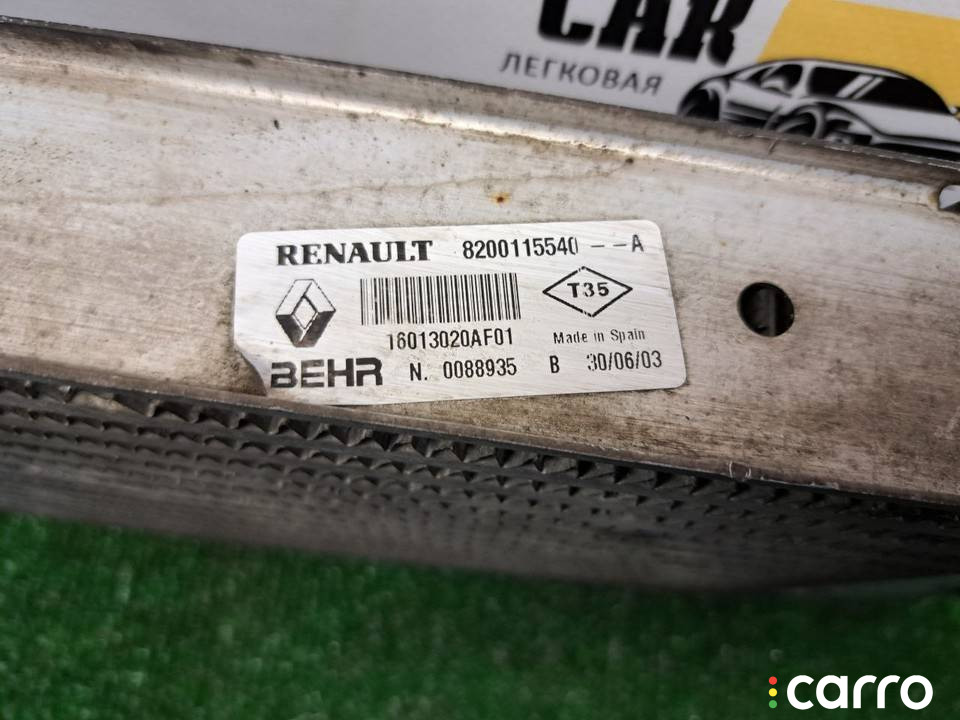 CAR
ЛЕГКОВАЯ
RENAULT 8200115540--A
T35
16013020AF01 Made in Spain
BEHR N. 0088935 B 30/06/03
carro